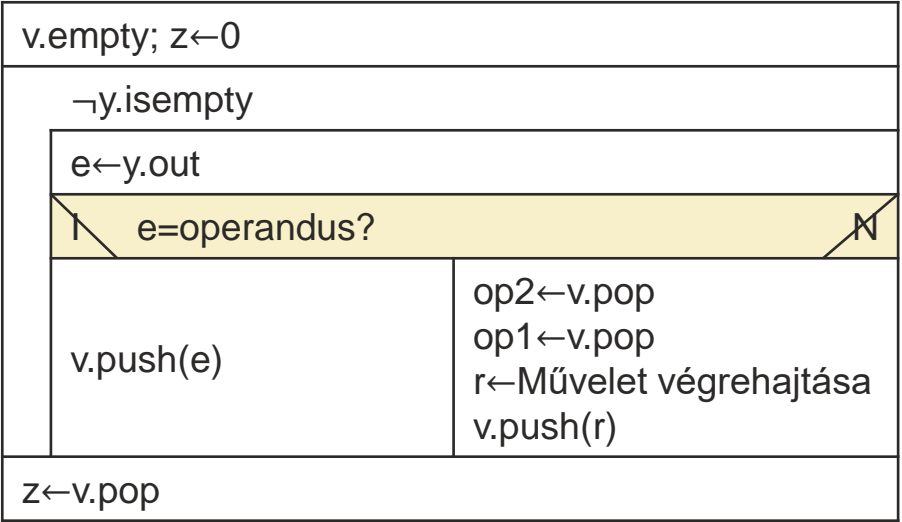 v.empty; z←0
¬y.isempty
e←y.out
I e=operandus? N
v.push(e)
op2←v.pop
op1←v.pop
r←Művelet végrehajtása
v.push(r)
z←v.pop